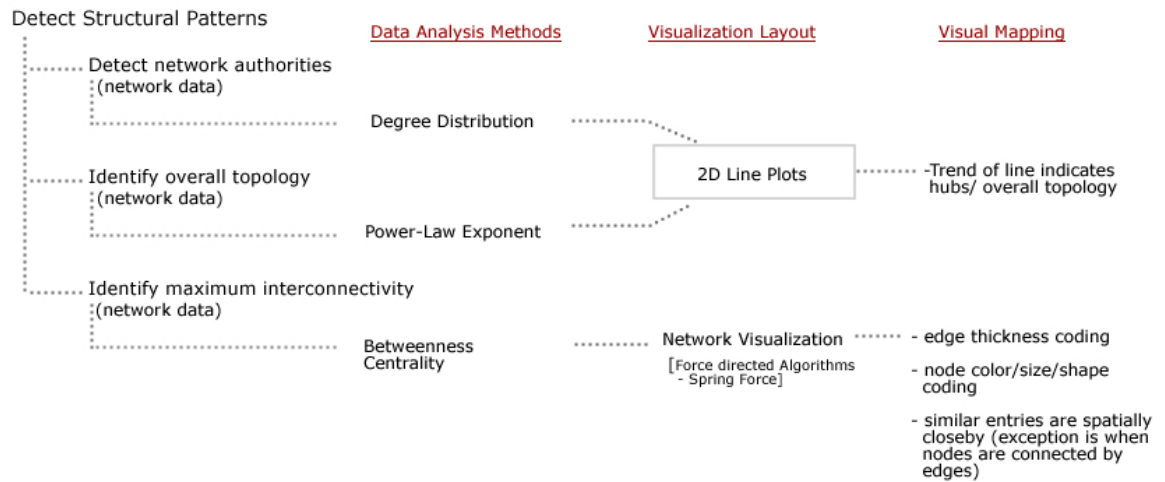 Detect Structural Patterns
Data Analysis Methods
Visualization Layout
Visual Mapping
Detect network authorities
(network data)
Degree Distribution
2D Line Plots
-Trend of line indicates
hubs/ overall topology
Identify overall topology
(network data)
Power-Law Exponent
Identify maximum interconnectivity
(network data)
Betweenness
Centrality
Network Visualization
[Force directed Algorithms
- Spring Force]
- edge thickness coding
- node color/size/shape
coding
- similar entries are spatially
closeby (exception is when
nodes are connected by
edges)